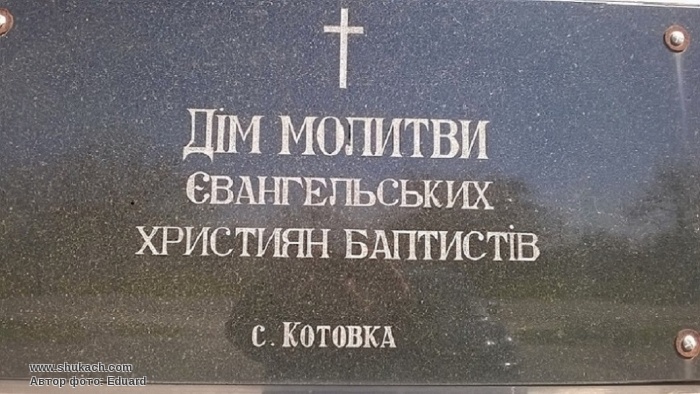 Дім молитви
євангельських
християн баптистів
с. Котовка
www.shukach.com
Автор фото: Eduard